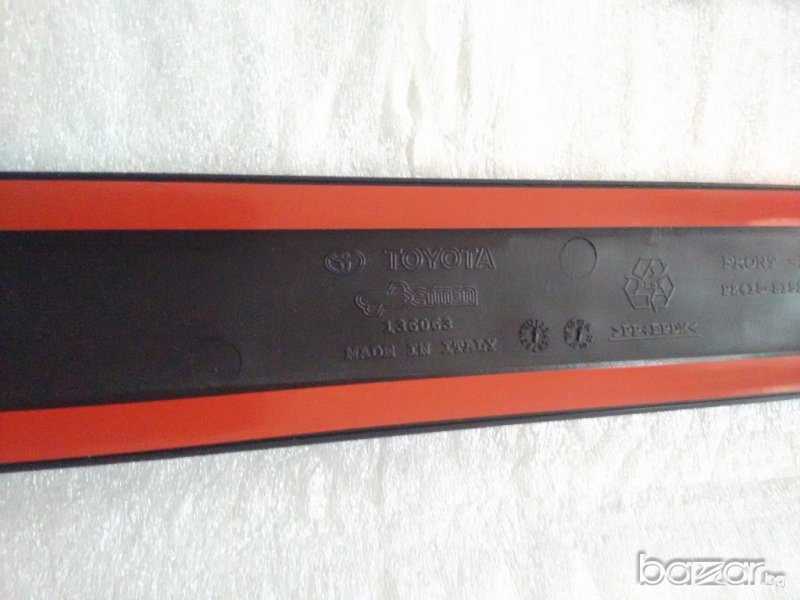 TOYOTA
136063
MADE IN ITALY
FRONT -
>PP+EPDM<
bazar.bg